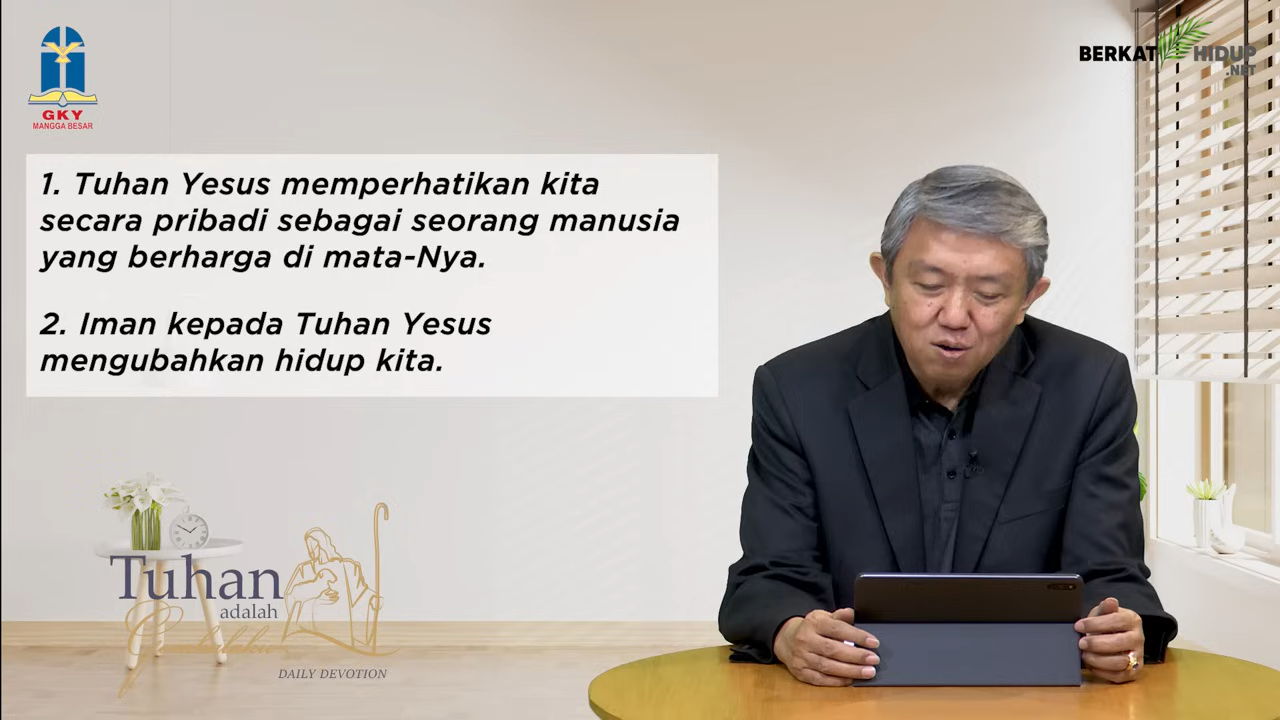 GKY
MANGGA BESAR
BERKAT HIDUP
.NET
1. Tuhan Yesus memperhatikan kita
secara pribadi sebagai seorang manusia
yang berharga di mata-Nya.
2. Iman kepada Tuhan Yesus
mengubahkan hidup kita.
Tuhan
adalah
Gembalaku
DAILY DEVOTION